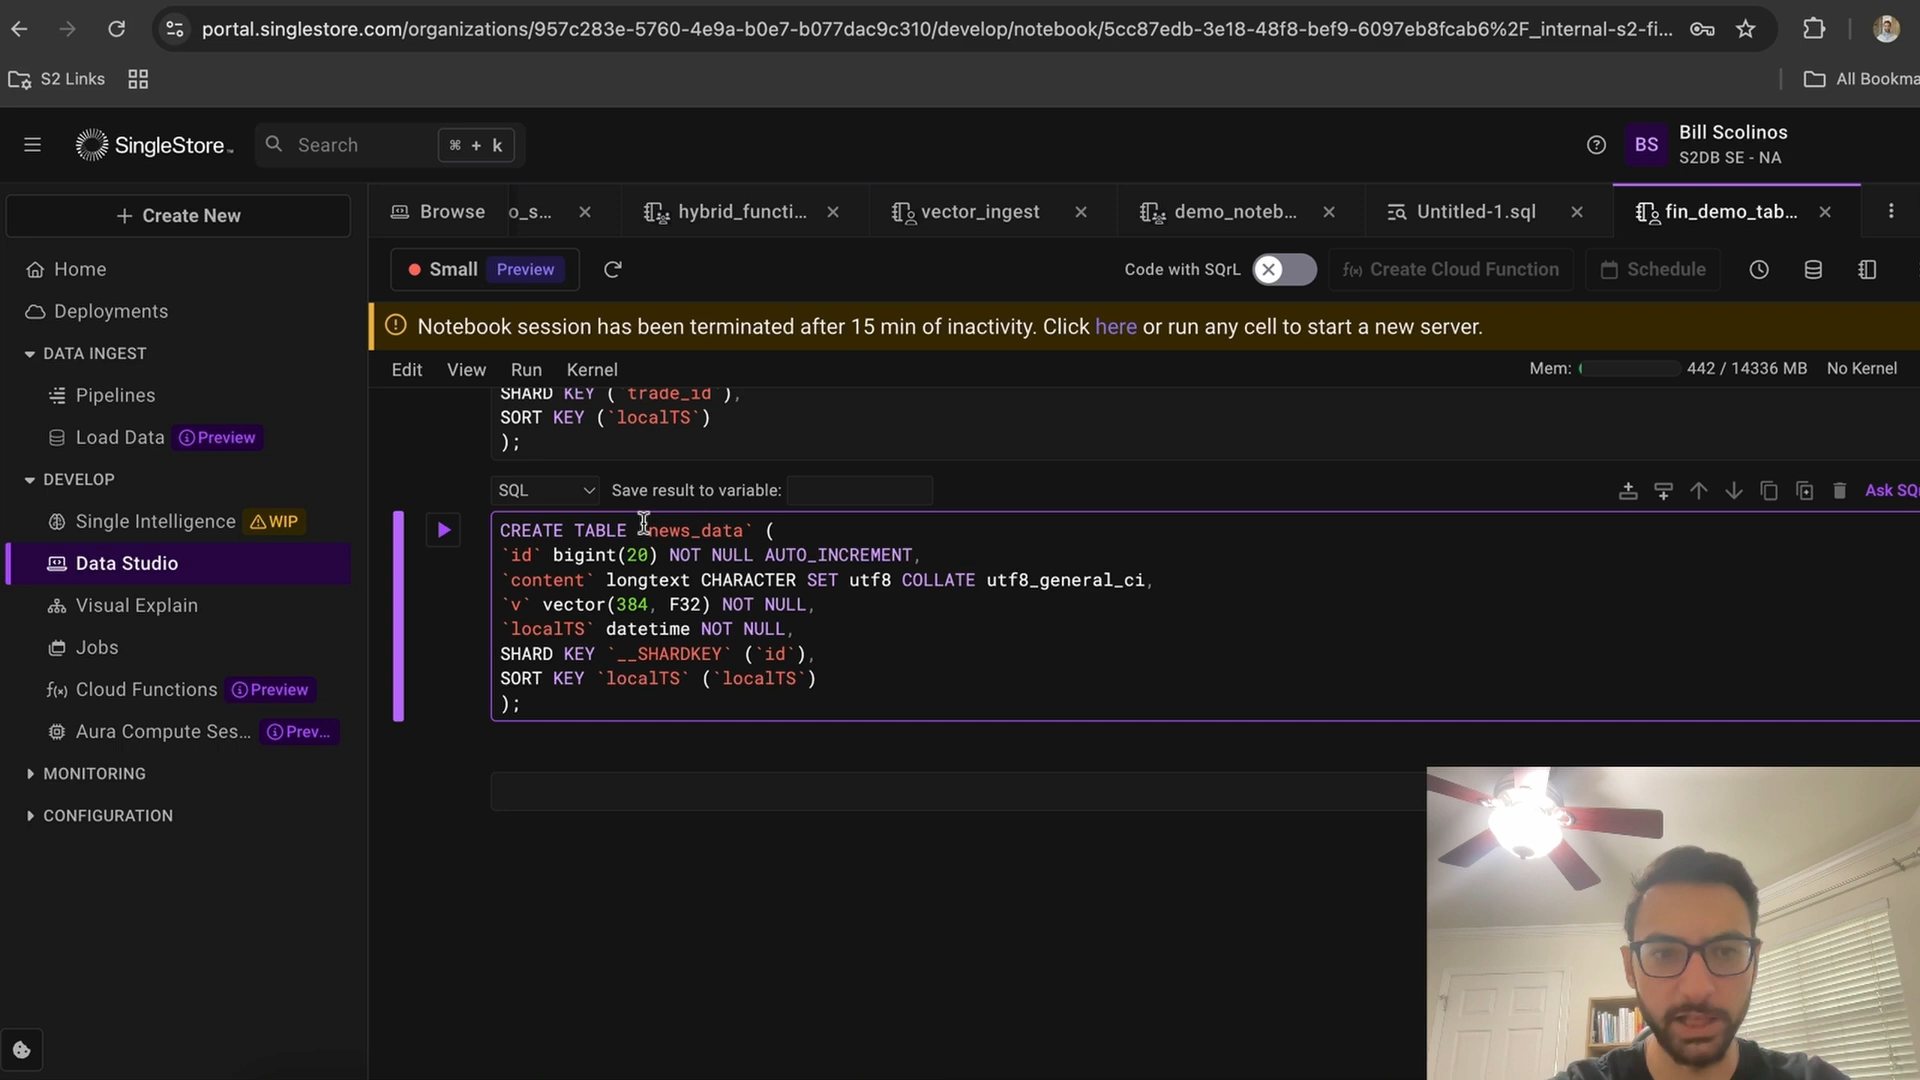 portal.singlestore.com/organizations/957c283e-5760-4e9a-b0e7-b077dac9c310/develop/notebook/5cc87edb-3e18-48f8-bef9-6097eb8fcab6%2F_internal-s2-fi...
S2 Links
All Bookma
SingleStore™
Search
⌘ + k
BS
Bill Scolinos
S2DB SE - NA
+ Create New
Home
Deployments
DATA INGEST
Pipelines
Load Data
Preview
DEVELOP
Single Intelligence
WIP
Data Studio
Visual Explain
Jobs
f(x) Cloud Functions
Preview
Aura Compute Ses...
Prev...
MONITORING
CONFIGURATION
Browse
o_s...
hybrid_functi...
vector_ingest
demo_noteb...
Untitled-1.sql
fin_demo_tab...
Small
Preview
Code with SQrL
f(x) Create Cloud Function
Schedule
Notebook session has been terminated after 15 min of inactivity. Click here or run any cell to start a new server.
Edit
View
Run
Kernel
Mem:
442 / 14336 MB
No Kernel
SHARD KEY (`trade_id`),
SORT KEY (`localTS`)
);
SQL
Save result to variable:
Ask SQr
CREATE TABLE `news_data` (
`id` bigint(20) NOT NULL AUTO_INCREMENT,
`content` longtext CHARACTER SET utf8 COLLATE utf8_general_ci,
`v` vector(384, F32) NOT NULL,
`localTS` datetime NOT NULL,
SHARD KEY `__SHARDKEY` (`id`),
SORT KEY `localTS` (`localTS`)
);